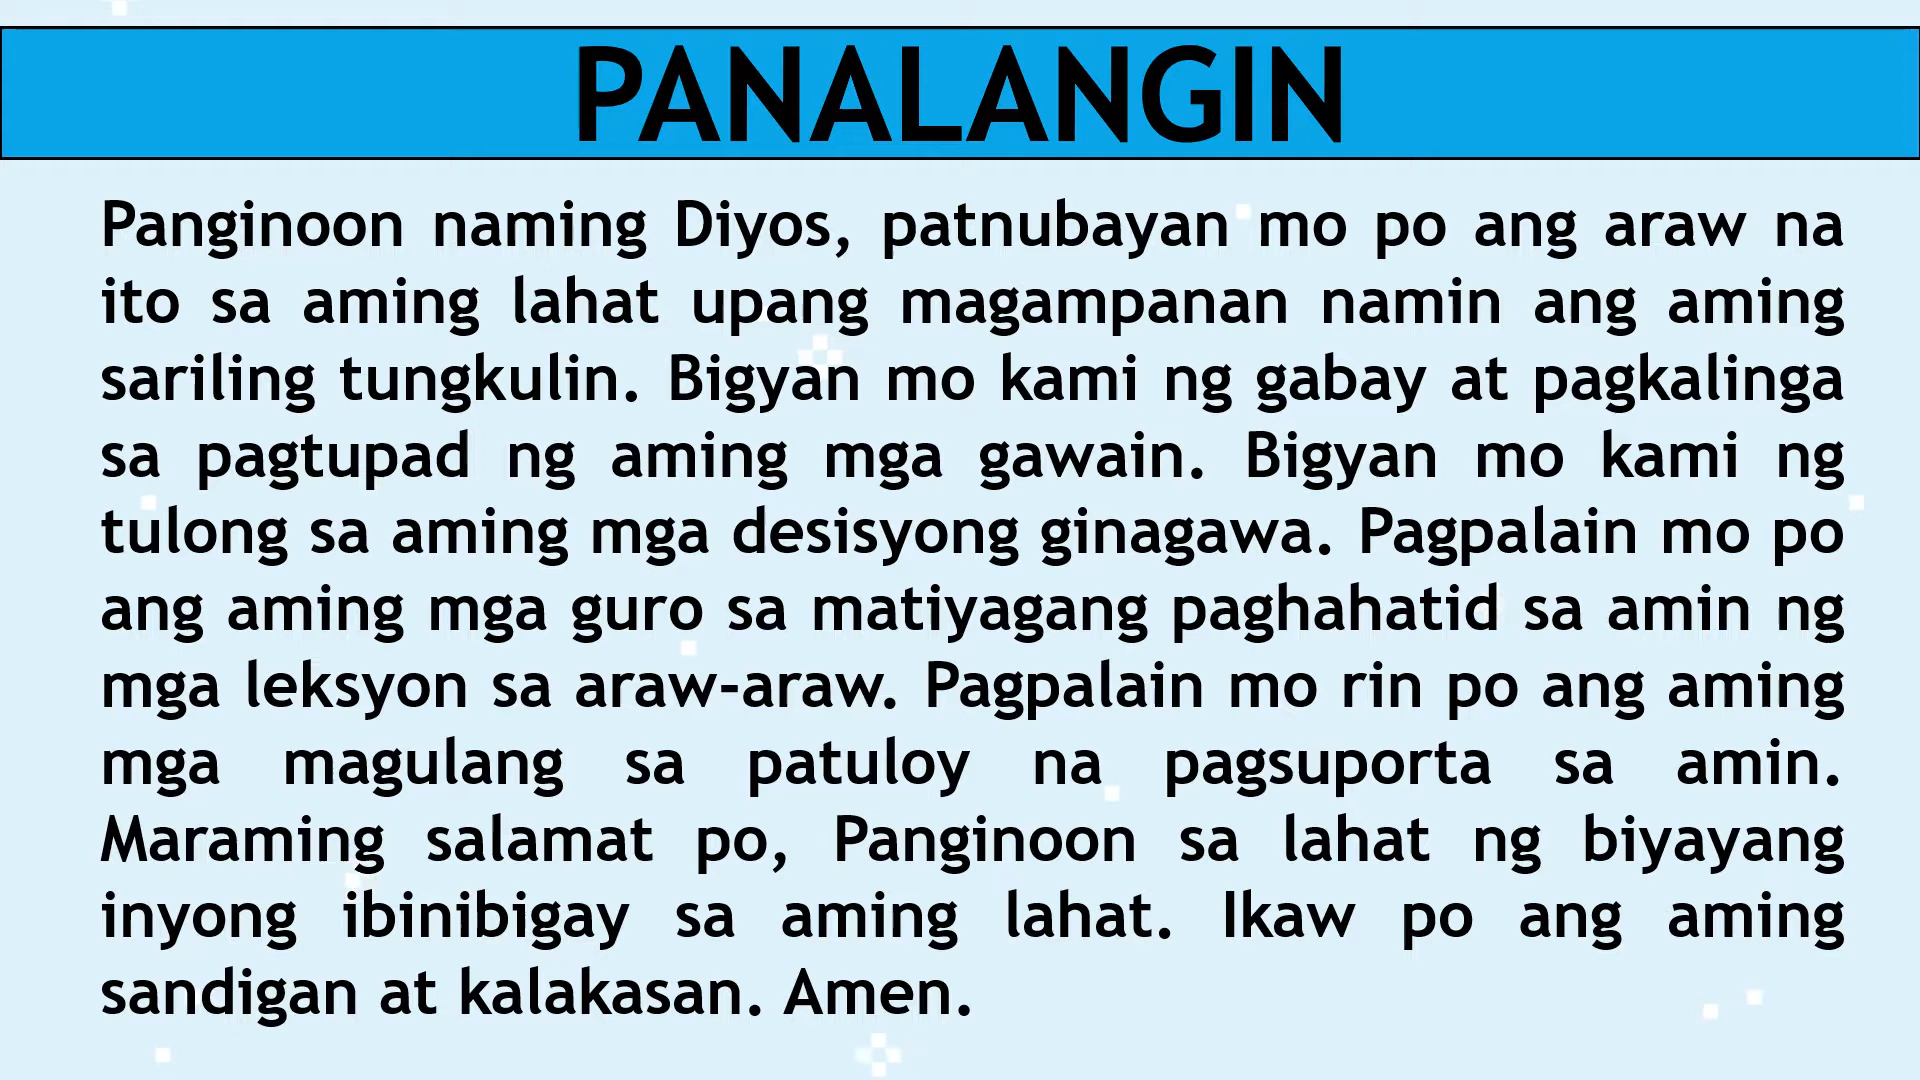 PANALANGIN
Panginoon naming Diyos, patnubayan mo po ang araw na
ito sa aming lahat upang magampanan namin ang aming
sariling tungkulin. Bigyan mo kami ng gabay at pagkalinga
sa pagtupad ng aming mga gawain. Bigyan mo kami ng
tulong sa aming mga desisyong ginagawa. Pagpalain mo po
ang aming mga guro sa matiyagang paghahatid sa amin ng
mga leksyon sa araw-araw. Pagpalain mo rin po ang aming
mga magulang sa patuloy na pagsuporta sa amin.
Maraming salamat po, Panginoon sa lahat ng biyayang
inyong ibinibigay sa aming lahat. Ikaw po ang aming
sandigan at kalakasan. Amen.